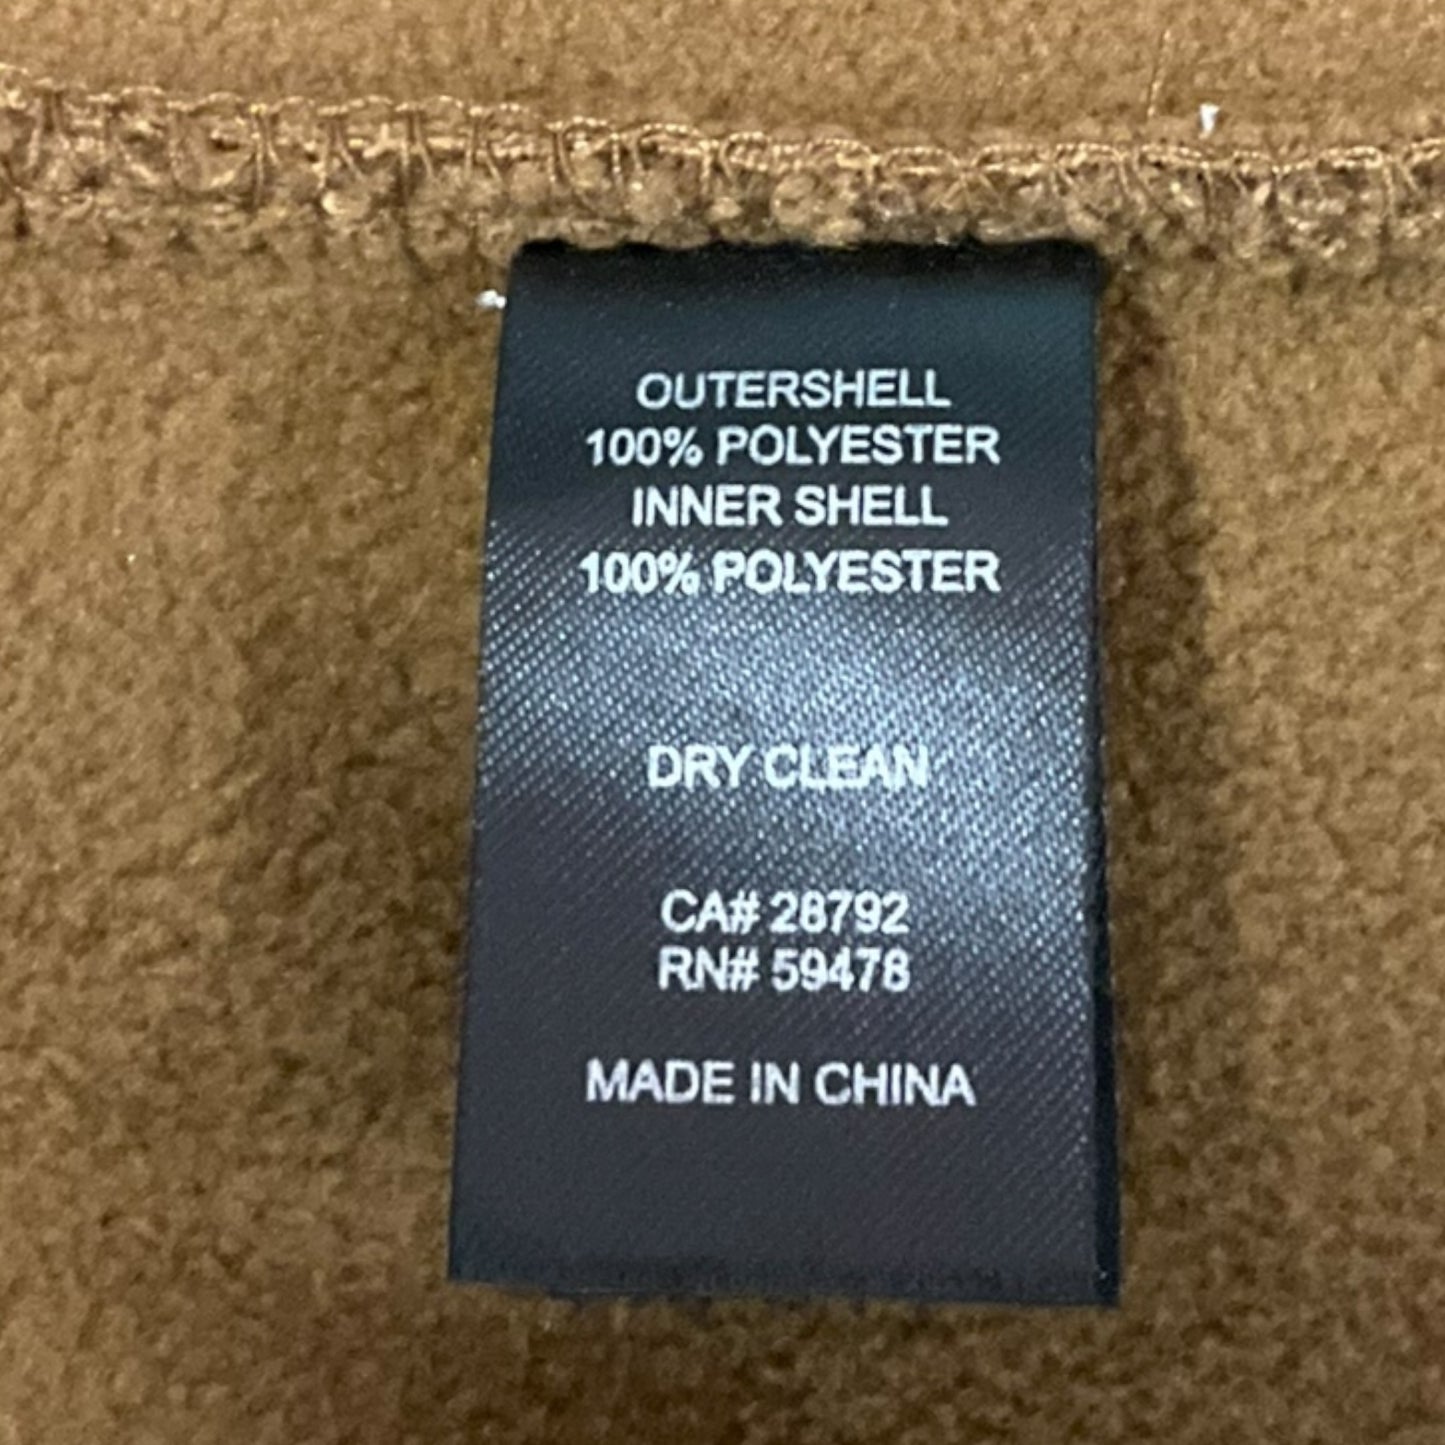 OUTERSHELL
100% POLYESTER
INNER SHELL
100% POLYESTER
DRY CLEAN
CA# 28792
RN# 59478
MADE IN CHINA